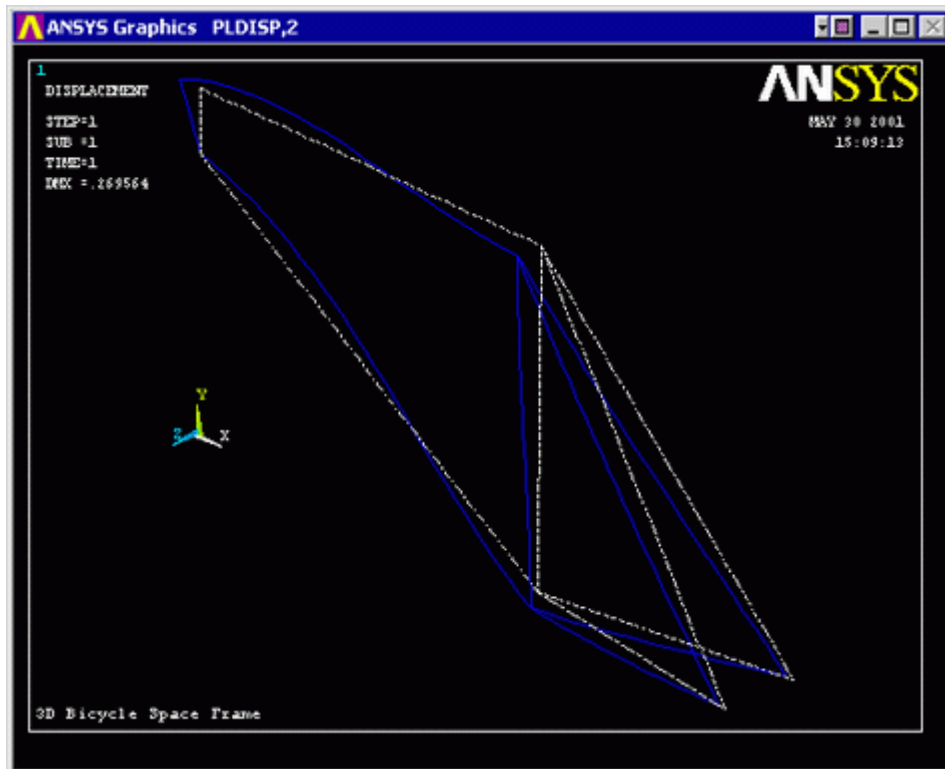 ANSYS Graphics PLDISP,2
1
DISPLACEMENT
STEP=1
SUB =1
TIME=1
DMX =.269564
ANSYS
MAY 30 2001
15:09:13
Y
Z
X
3D Bicycle Space Frame